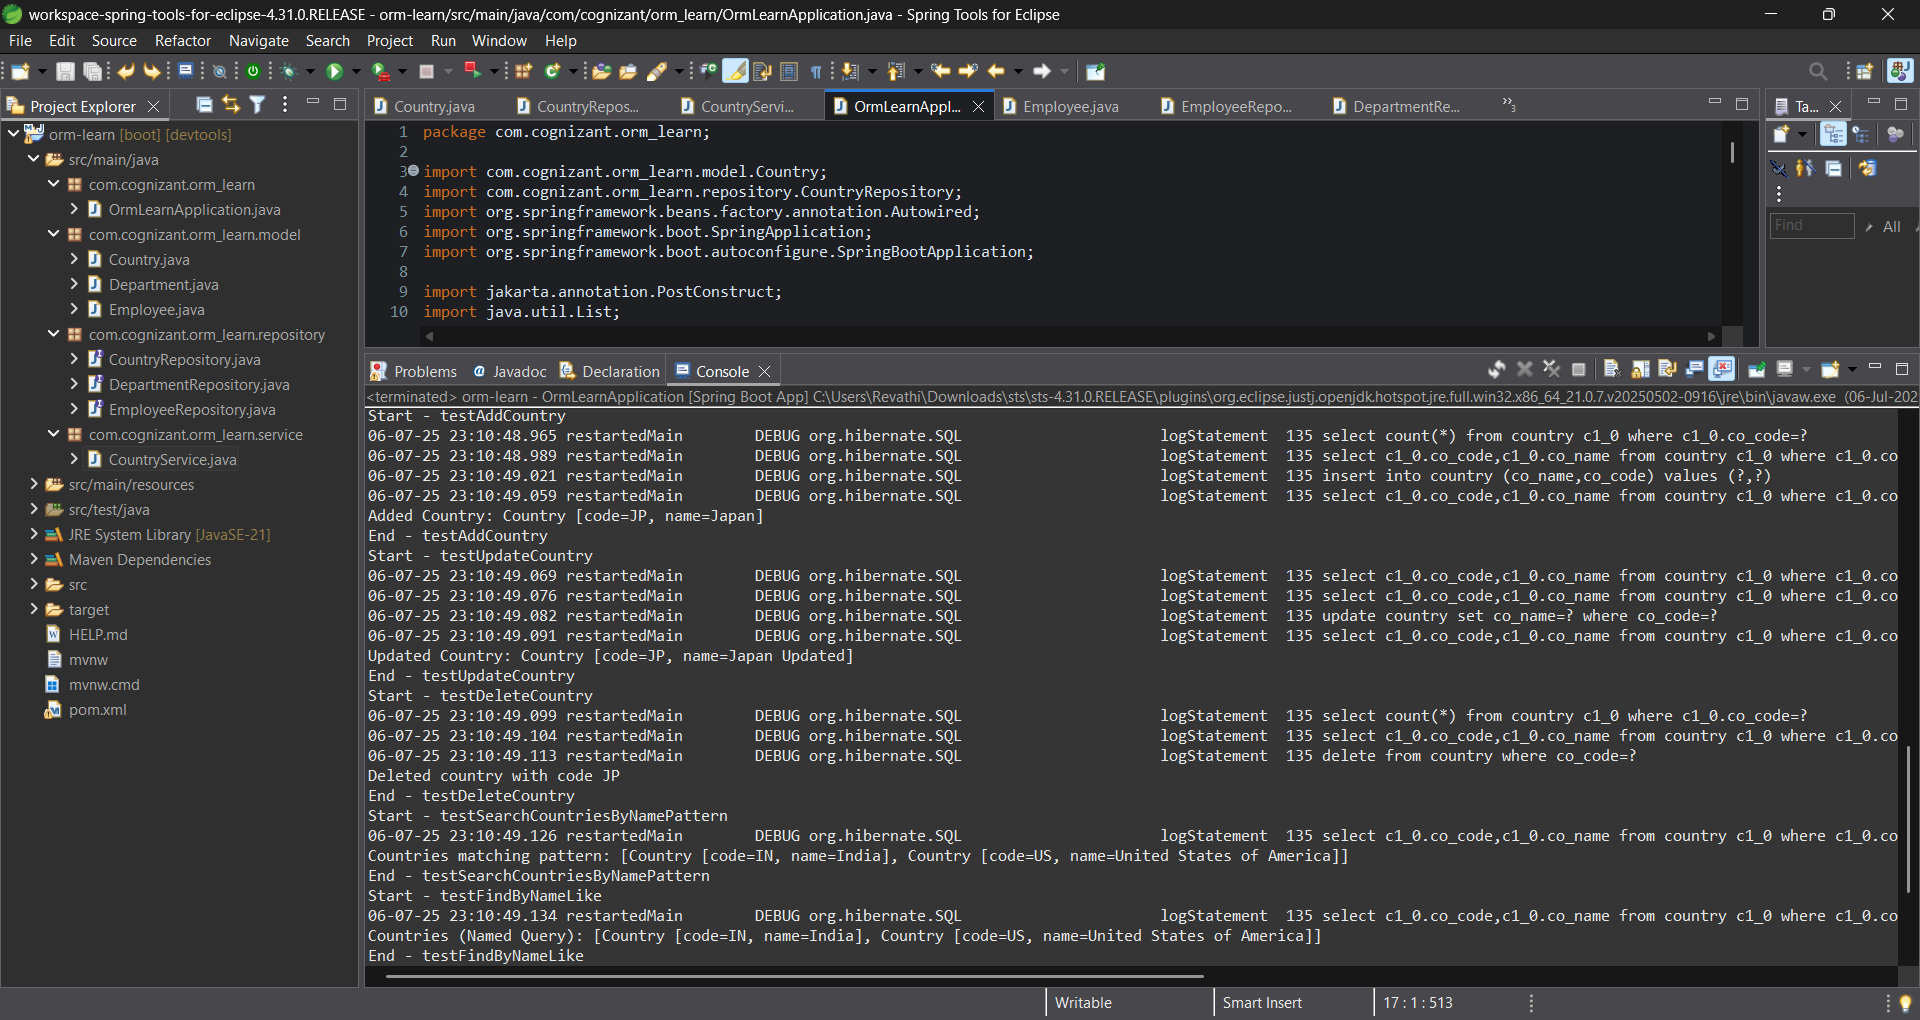 workspace-spring-tools-for-eclipse-4.31.0.RELEASE - orm-learn/src/main/java/com/cognizant/orm_learn/OrmLearnApplication.java - Spring Tools for Eclipse
File Edit Source Refactor Navigate Search Project Run Window Help
Project Explorer
orm-learn [boot] [devtools]
src/main/java
com.cognizant.orm_learn
OrmLearnApplication.java
com.cognizant.orm_learn.model
Country.java
Department.java
Employee.java
com.cognizant.orm_learn.repository
CountryRepository.java
DepartmentRepository.java
EmployeeRepository.java
com.cognizant.orm_learn.service
CountryService.java
src/main/resources
src/test/java
JRE System Library [JavaSE-21]
Maven Dependencies
src
target
HELP.md
mvnw
mvnw.cmd
pom.xml
Country.java CountryRepos... CountryServi... OrmLearnAppl... Employee.java EmployeeRepo... DepartmentRe... »3
1 package com.cognizant.orm_learn;
2
3 import com.cognizant.orm_learn.model.Country;
4 import com.cognizant.orm_learn.repository.CountryRepository;
5 import org.springframework.beans.factory.annotation.Autowired;
6 import org.springframework.boot.SpringApplication;
7 import org.springframework.boot.autoconfigure.SpringBootApplication;
8
9 import jakarta.annotation.PostConstruct;
10 import java.util.List;
Ta...
Find All
Problems Javadoc Declaration Console
<terminated> orm-learn - OrmLearnApplication [Spring Boot App] C:\Users\Revathi\Downloads\sts\sts-4.31.0.RELEASE\plugins\org.eclipse.justj.openjdk.hotspot.jre.full.win32.x86_64_21.0.7.v20250502-0916\jre\bin\javaw.exe (06-Jul-202
Start - testAddCountry
06-07-25 23:10:48.965 restartedMain DEBUG org.hibernate.SQL logStatement 135 select count(*) from country c1_0 where c1_0.co_code=?
06-07-25 23:10:48.989 restartedMain DEBUG org.hibernate.SQL logStatement 135 select c1_0.co_code,c1_0.co_name from country c1_0 where c1_0.co
06-07-25 23:10:49.021 restartedMain DEBUG org.hibernate.SQL logStatement 135 insert into country (co_name,co_code) values (?,?)
06-07-25 23:10:49.059 restartedMain DEBUG org.hibernate.SQL logStatement 135 select c1_0.co_code,c1_0.co_name from country c1_0 where c1_0.co
Added Country: Country [code=JP, name=Japan]
End - testAddCountry
Start - testUpdateCountry
06-07-25 23:10:49.069 restartedMain DEBUG org.hibernate.SQL logStatement 135 select c1_0.co_code,c1_0.co_name from country c1_0 where c1_0.co
06-07-25 23:10:49.076 restartedMain DEBUG org.hibernate.SQL logStatement 135 select c1_0.co_code,c1_0.co_name from country c1_0 where c1_0.co
06-07-25 23:10:49.082 restartedMain DEBUG org.hibernate.SQL logStatement 135 update country set co_name=? where co_code=?
06-07-25 23:10:49.091 restartedMain DEBUG org.hibernate.SQL logStatement 135 select c1_0.co_code,c1_0.co_name from country c1_0 where c1_0.co
Updated Country: Country [code=JP, name=Japan Updated]
End - testUpdateCountry
Start - testDeleteCountry
06-07-25 23:10:49.099 restartedMain DEBUG org.hibernate.SQL logStatement 135 select count(*) from country c1_0 where c1_0.co_code=?
06-07-25 23:10:49.104 restartedMain DEBUG org.hibernate.SQL logStatement 135 select c1_0.co_code,c1_0.co_name from country c1_0 where c1_0.co
06-07-25 23:10:49.113 restartedMain DEBUG org.hibernate.SQL logStatement 135 delete from country where co_code=?
Deleted country with code JP
End - testDeleteCountry
Start - testSearchCountriesByNamePattern
06-07-25 23:10:49.126 restartedMain DEBUG org.hibernate.SQL logStatement 135 select c1_0.co_code,c1_0.co_name from country c1_0 where c1_0.co
Countries matching pattern: [Country [code=IN, name=India], Country [code=US, name=United States of America]]
End - testSearchCountriesByNamePattern
Start - testFindByNameLike
06-07-25 23:10:49.134 restartedMain DEBUG org.hibernate.SQL logStatement 135 select c1_0.co_code,c1_0.co_name from country c1_0 where c1_0.co
Countries (Named Query): [Country [code=IN, name=India], Country [code=US, name=United States of America]]
End - testFindByNameLike
Writable Smart Insert 17 : 1 : 513